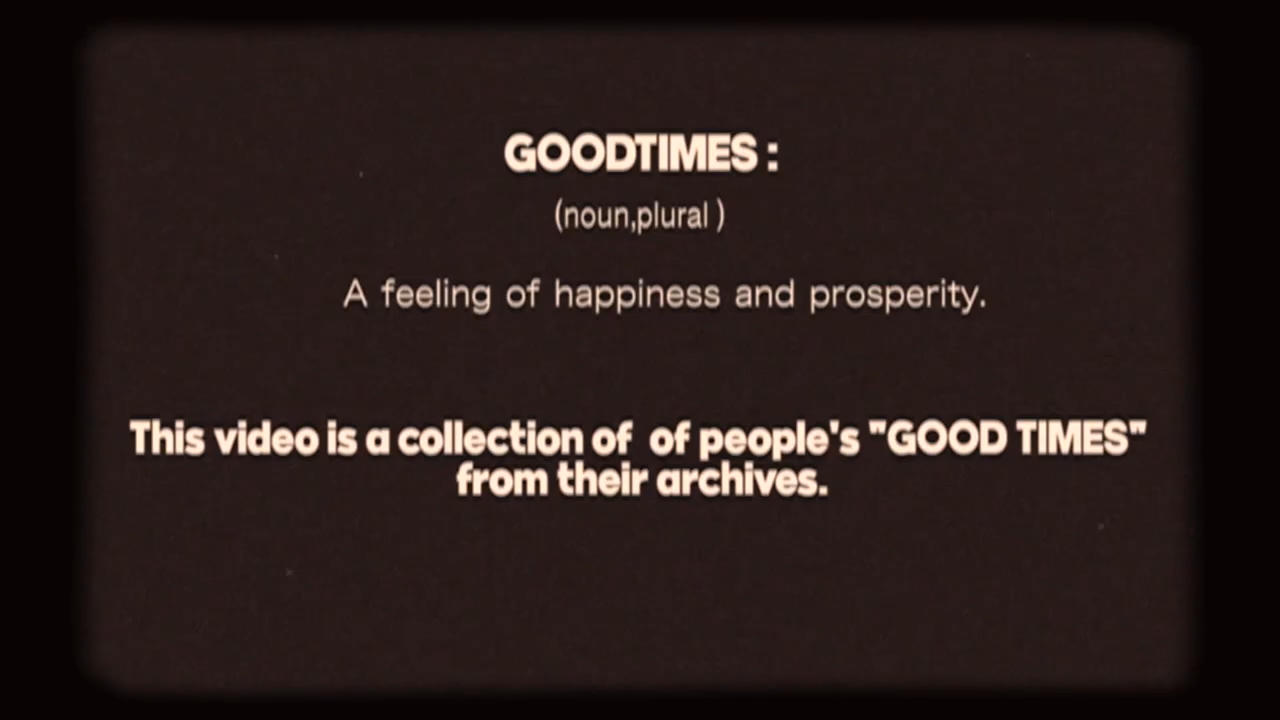 GOODTIMES :
(noun,plural )
A feeling of happiness and prosperity.
This video is a collection of  of people's "GOOD TIMES"
from their archives.